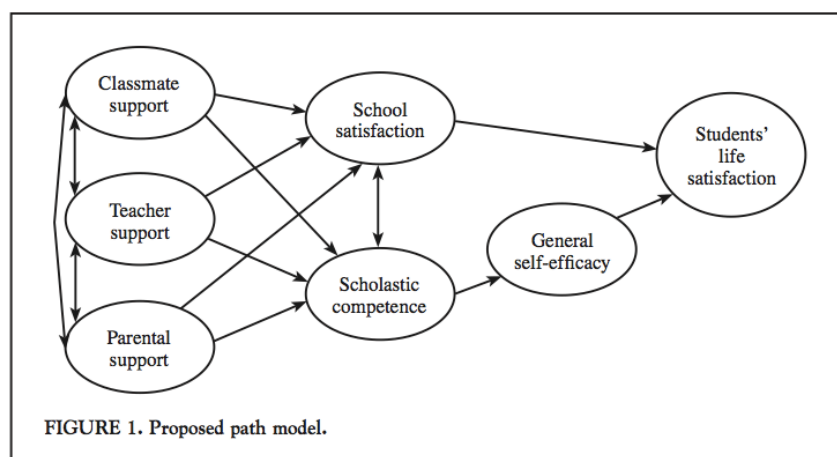 Classmate
support
School
satisfaction
Students'
life
satisfaction
Teacher
support
General
self-efficacy
Scholastic
competence
Parental
support
FIGURE 1. Proposed path model.